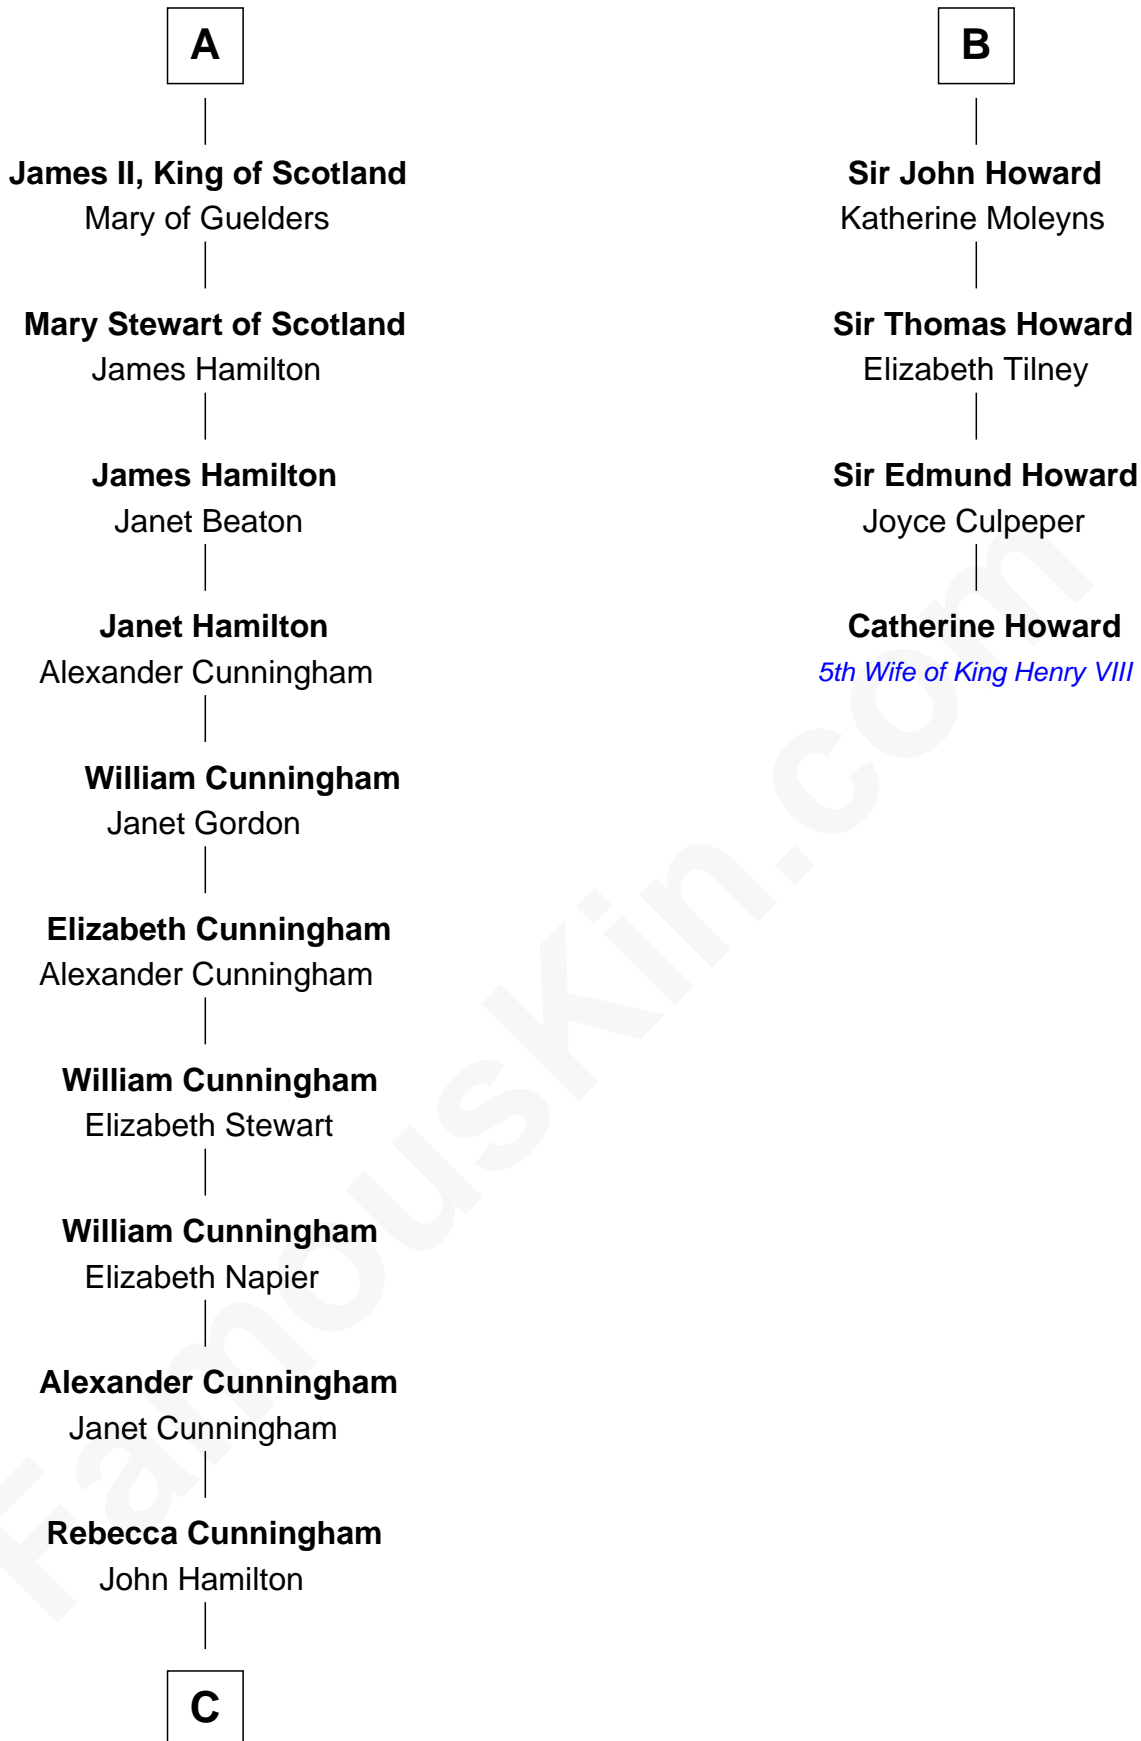 A
James II, King of Scotland
Mary of Guelders
Mary Stewart of Scotland
James Hamilton
James Hamilton
Janet Beaton
Janet Hamilton
Alexander Cunningham
William Cunningham
Janet Gordon
Elizabeth Cunningham
Alexander Cunningham
William Cunningham
Elizabeth Stewart
William Cunningham
Elizabeth Napier
Alexander Cunningham
Janet Cunningham
Rebecca Cunningham
John Hamilton
C
B
Sir John Howard
Katherine Moleyns
Sir Thomas Howard
Elizabeth Tilney
Sir Edmund Howard
Joyce Culpeper
Catherine Howard
5th Wife of King Henry VIII
FamousKin.com